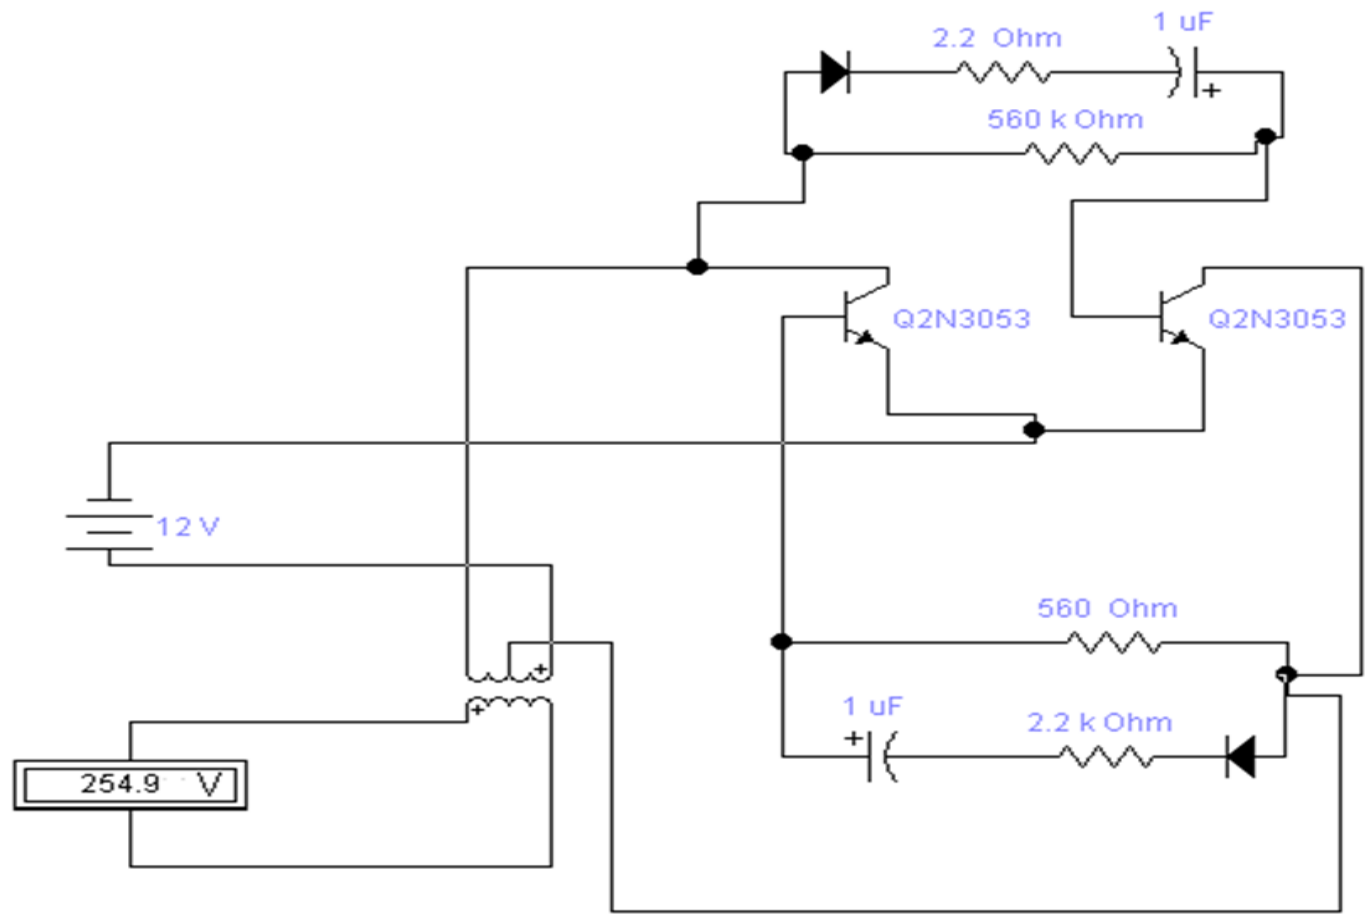 1 uF
2.2 Ohm
560 k Ohm
+
Q2N3053
Q2N3053
12 V
560 Ohm
+
+
1 uF
2.2 k Ohm
+
254.9 V